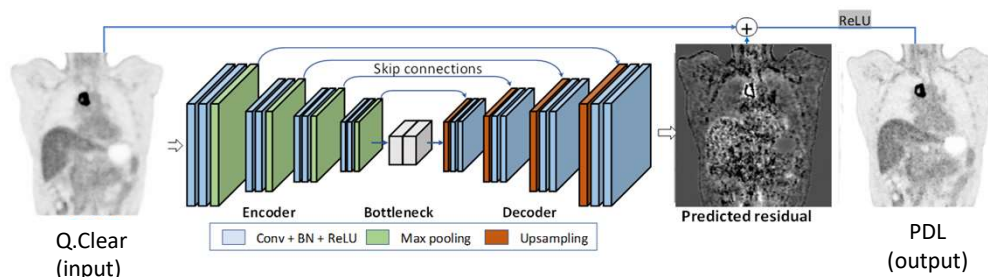 ReLU
+
Skip connections
Encoder
Bottleneck
Decoder
Predicted residual
Conv + BN + ReLU
Max pooling
Upsampling
Q.Clear
(input)
PDL
(output)